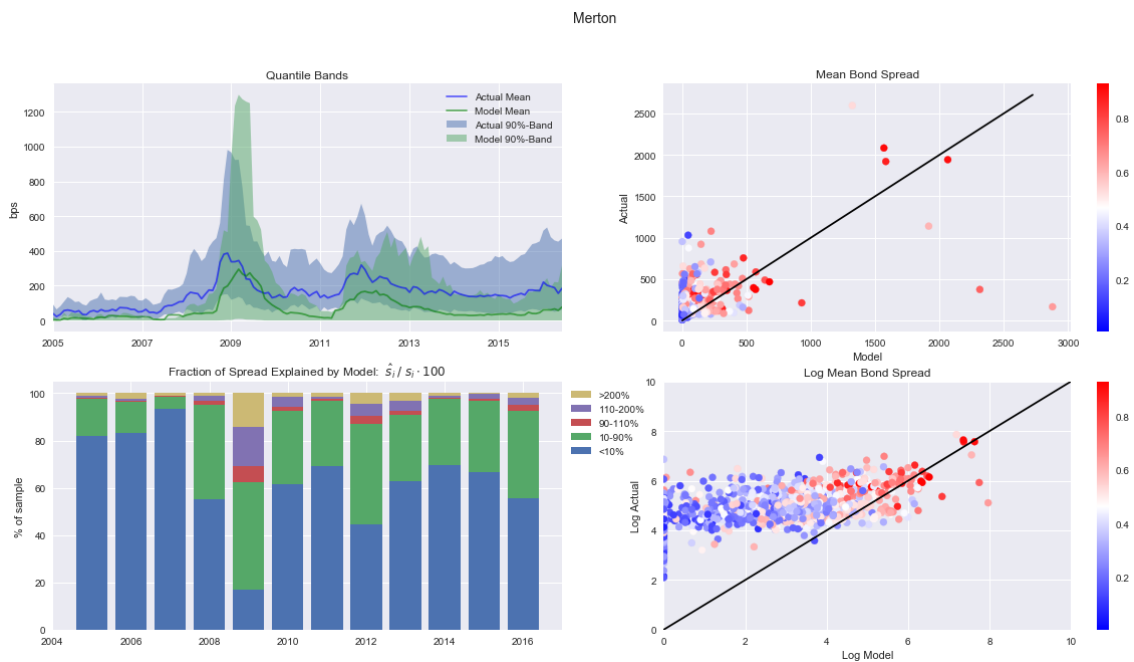 Merton
Quantile Bands
1200
1000
800
600
400
200
0
bps
2005 2007 2009 2011 2013 2015
Actual Mean
Model Mean
Actual 90%-Band
Model 90%-Band
Mean Bond Spread
2500
2000
1500
1000
500
0
Actual
0 500 1000 1500 2000 2500 3000
Model
0.8
0.6
0.4
0.2
Fraction of Spread Explained by Model: ŝ_i / s_i · 100
100
80
60
40
20
0
% of sample
2004 2006 2008 2010 2012 2014 2016
>200%
110-200%
90-110%
10-90%
<10%
Log Mean Bond Spread
10
8
6
4
2
0
Log Actual
0 2 4 6 8 10
Log Model
0.8
0.6
0.4
0.2